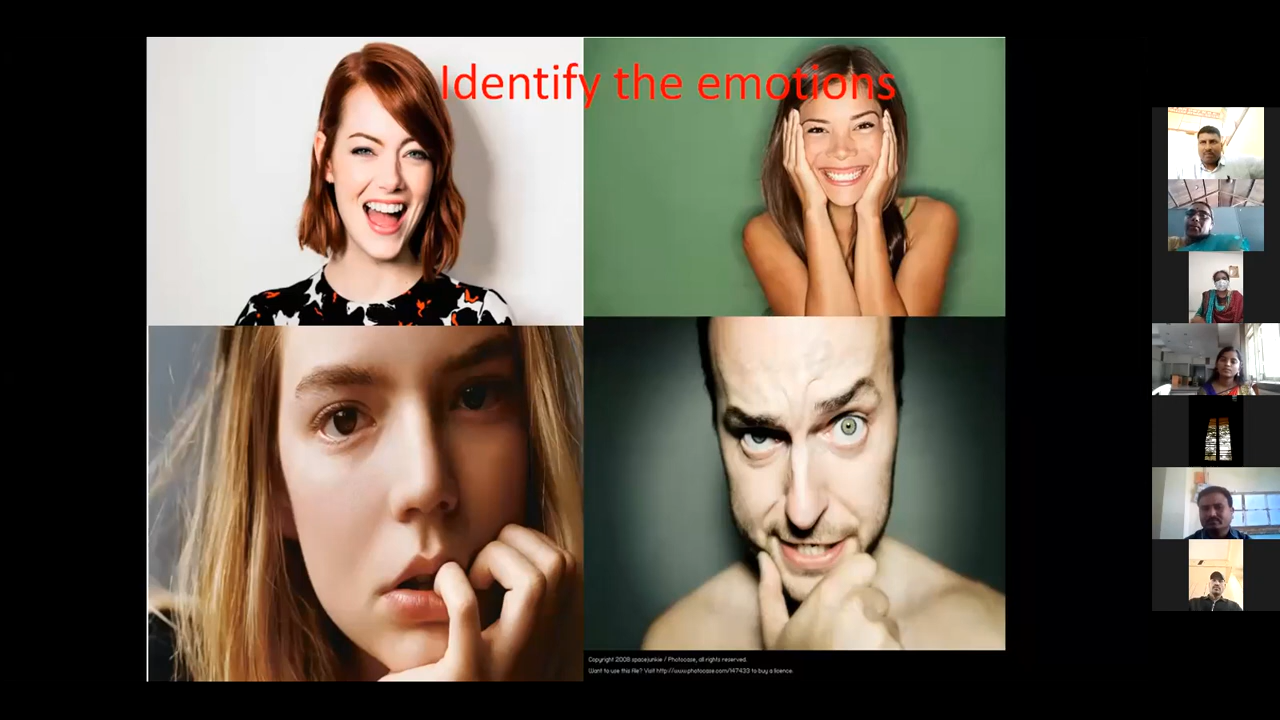 Identify the emotions
Copyright 2008 spacejunkie / Photocase, all rights reserved.
Want to use this file? Visit http://www.photocase.com/147433 to buy a licence.